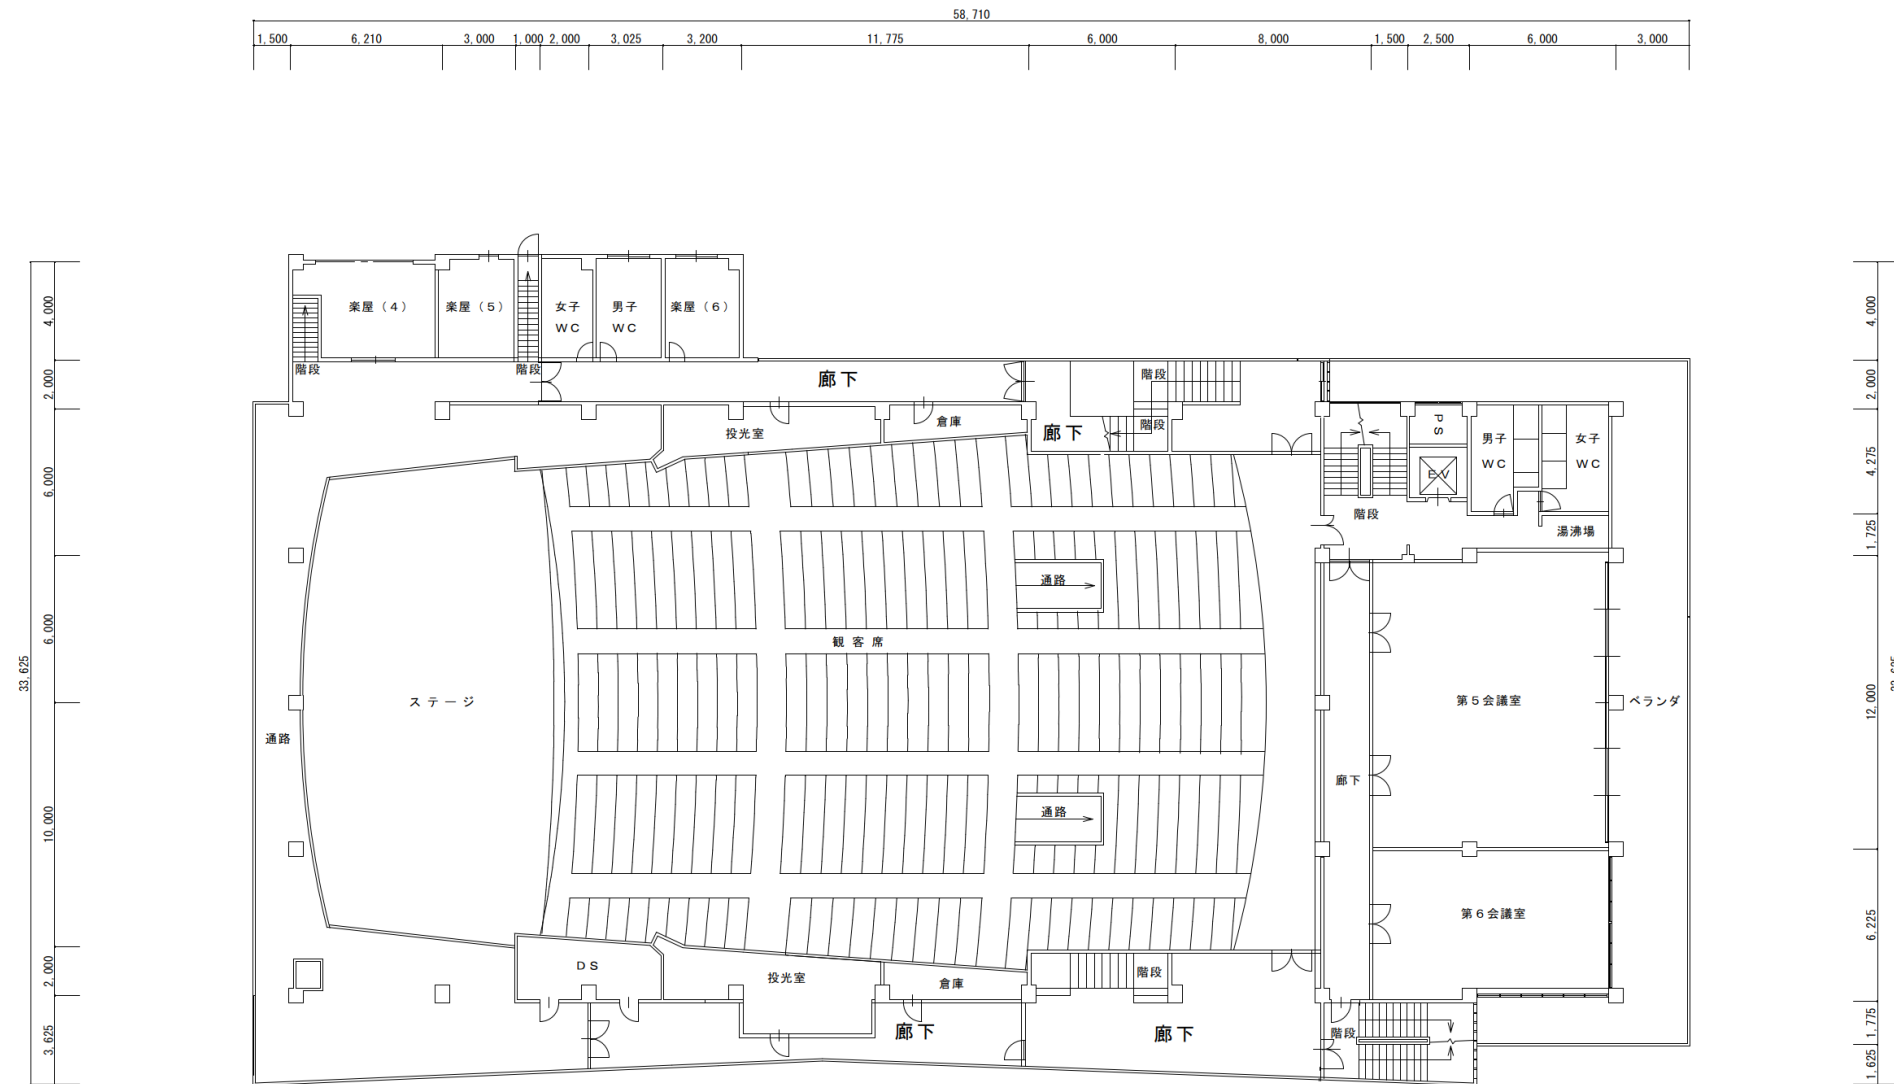 58,710
1,500 6,210 3,000 1,000 2,000 3,025 3,200 11,775 6,000 8,000 1,500 2,500 6,000 3,000
33,625
4,000
2,000
6,000
6,000
10,000
2,000
3,625
4,000
2,000
4,275
1,725
12,000
6,225
1,775
1,625
楽屋(4) 楽屋(5) 女子 WC 男子 WC 楽屋(6)
階段 階段 廊下 階段
投光室 倉庫 廊下 階段
PS 男子 WC 女子 WC
EV
階段 湯沸場
通路
観客席
ステージ 第5会議室 ベランダ
通路
廊下
通路
第6会議室
DS 投光室 倉庫 階段
廊下 廊下 階段